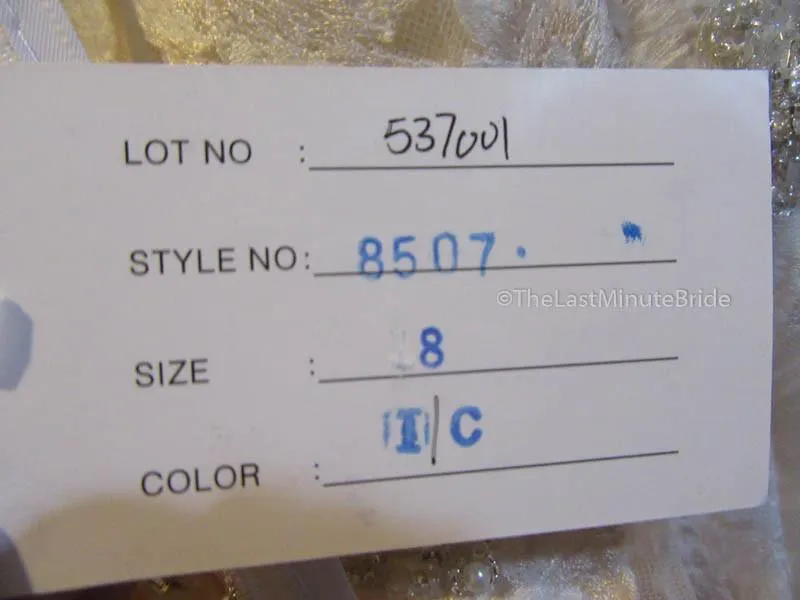 LOT NO : 537001
STYLE NO: 8507.
©TheLastMinuteBride
SIZE : 8
COLOR : I/C